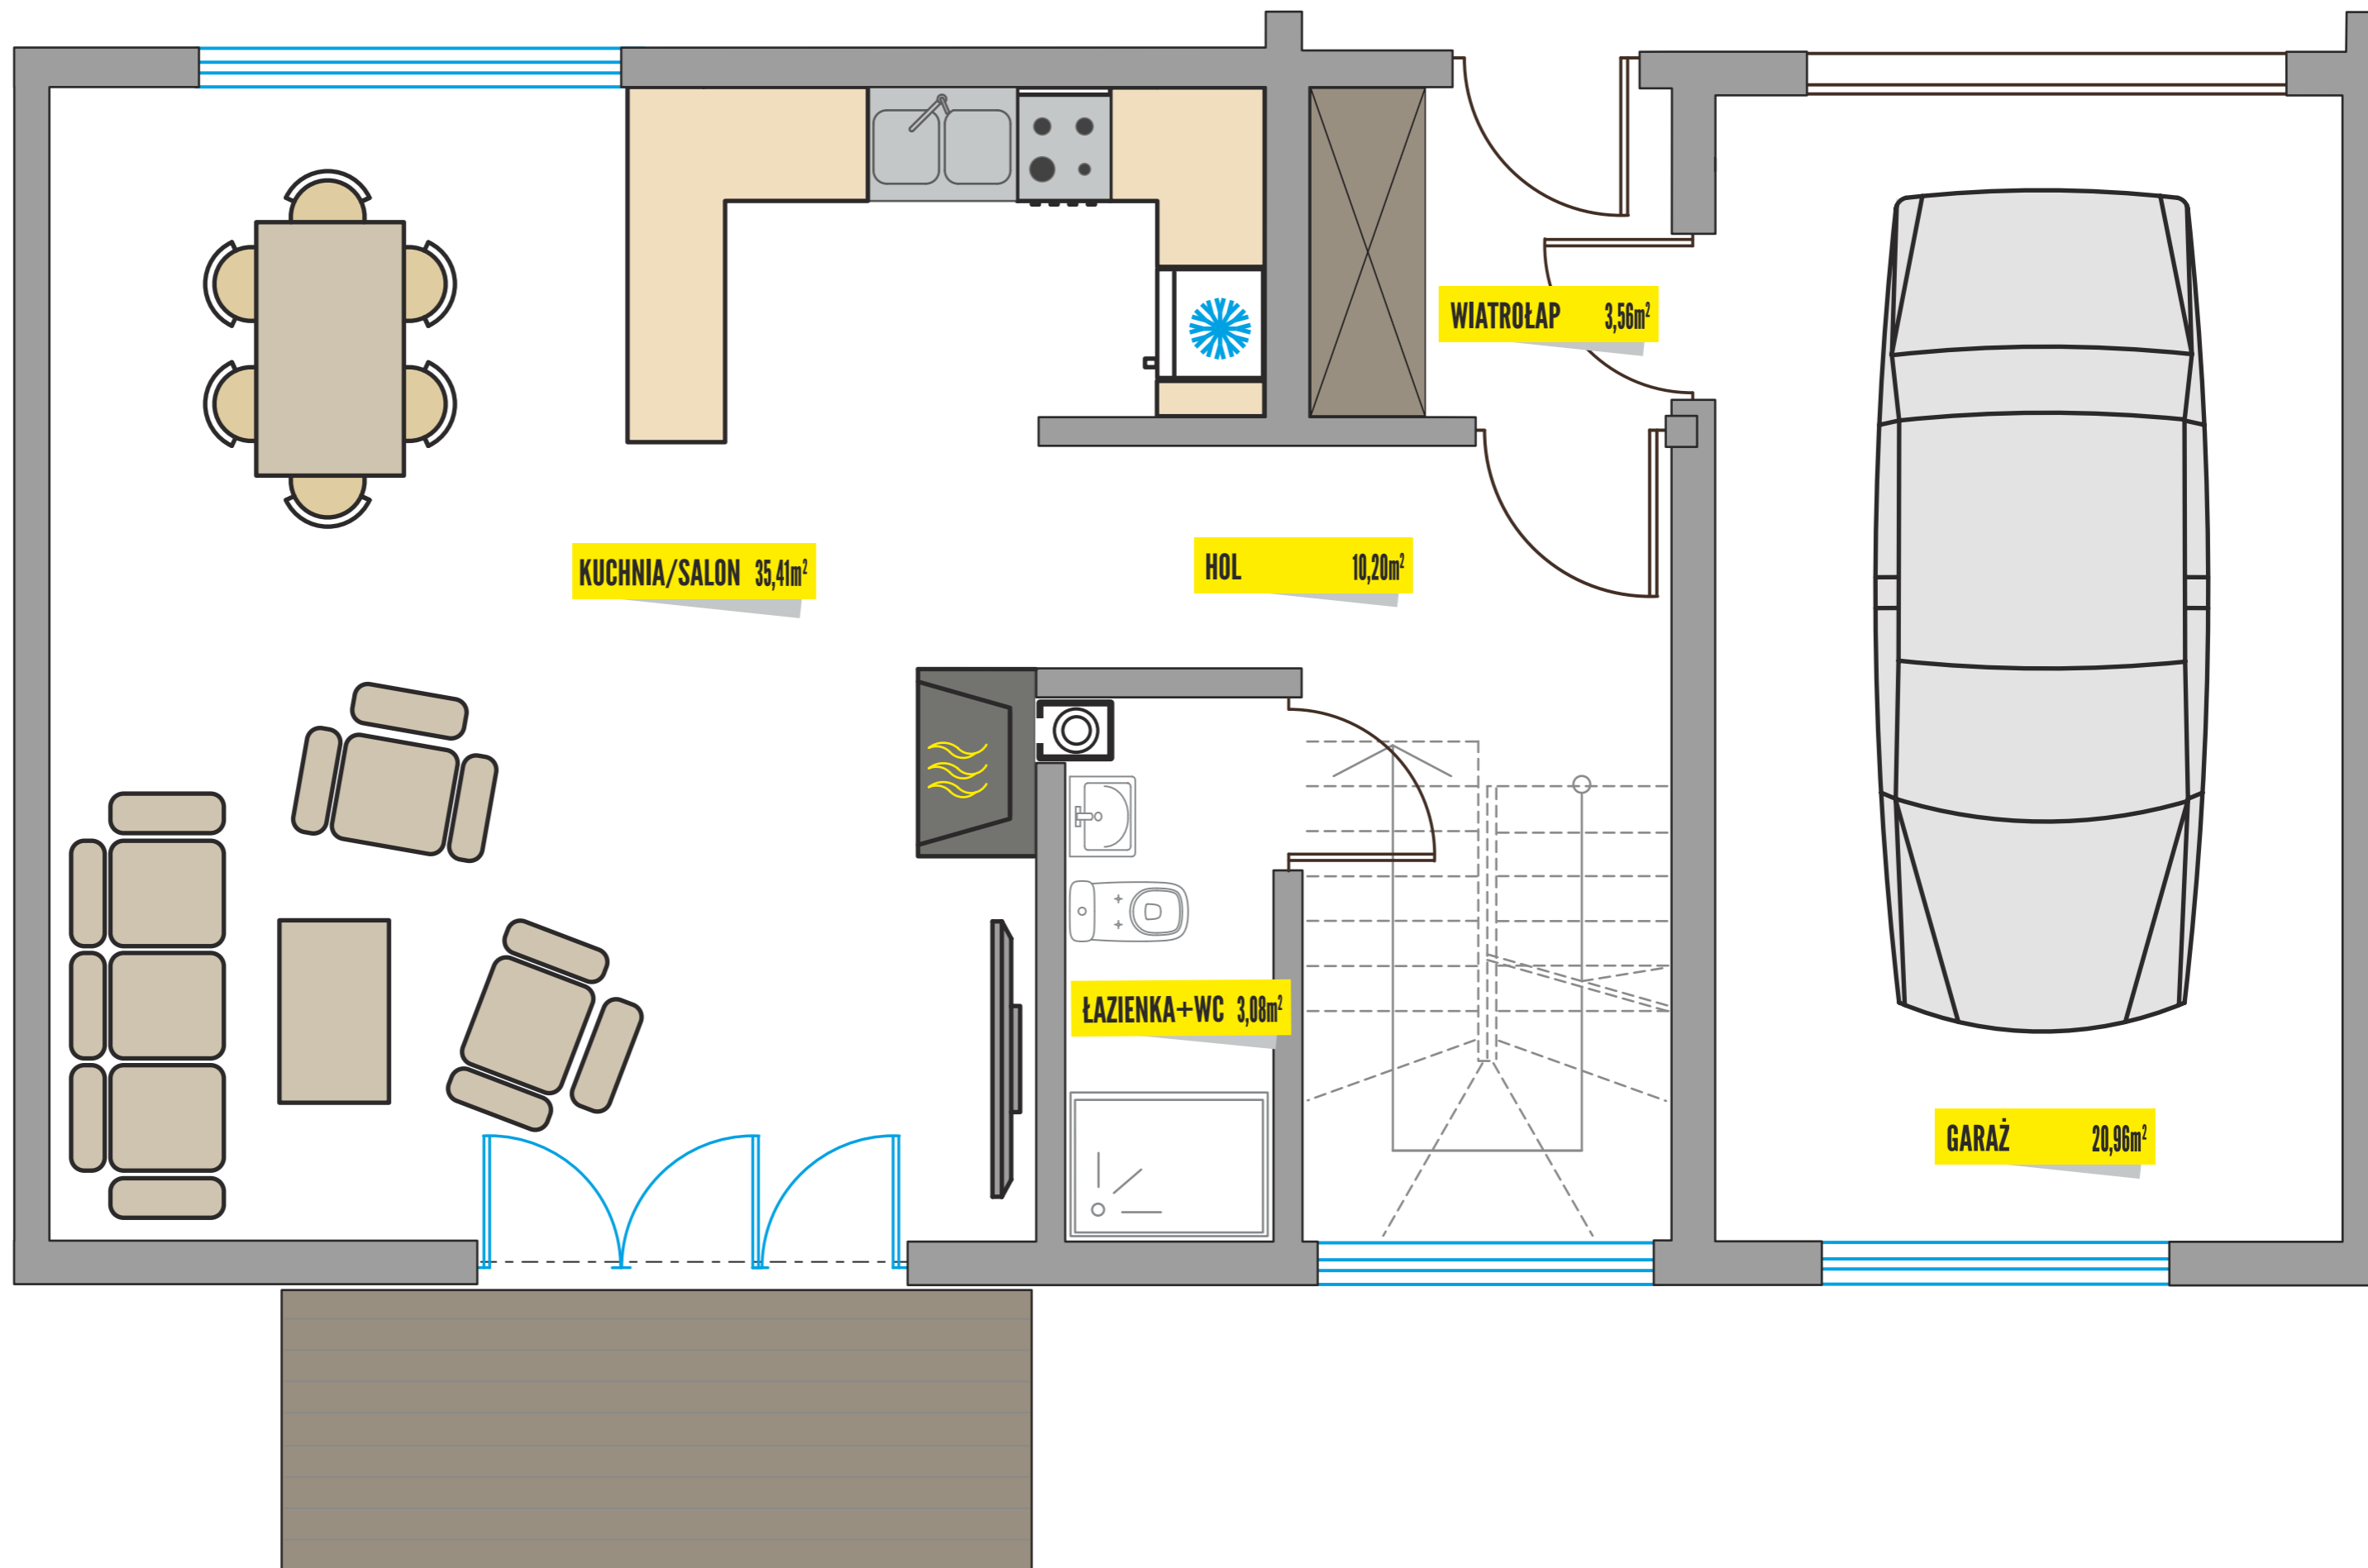 WIATROŁAP 3,56m²
KUCHNIA/SALON 35,41m²
HOL 10,20m²
ŁAZIENKA+WC 3,08m²
GARAŻ 20,96m²